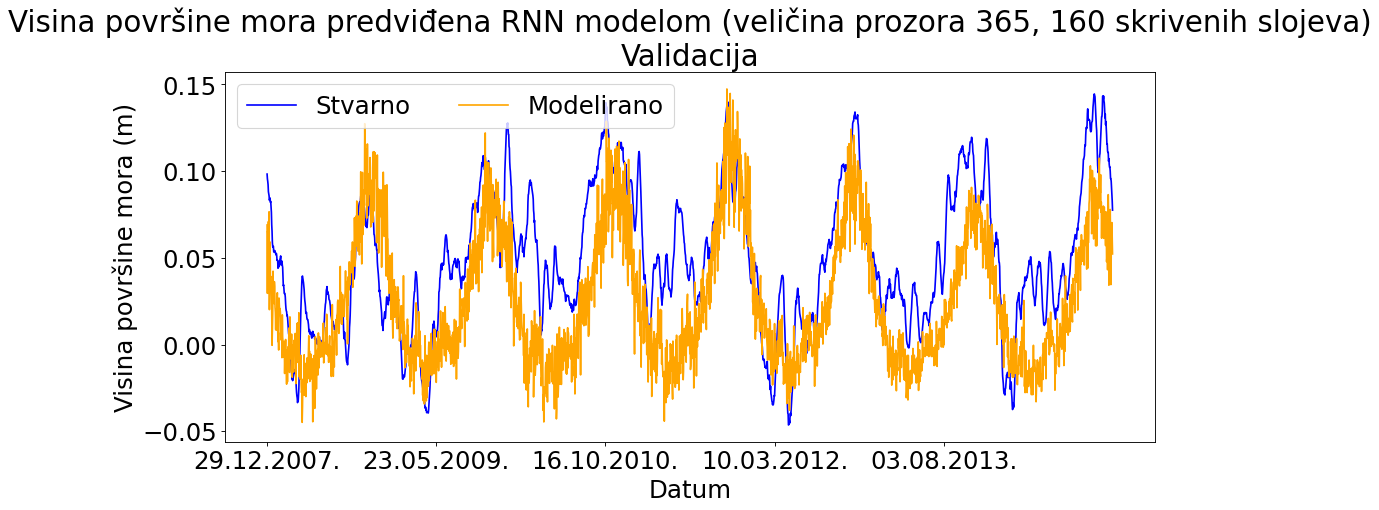 Visina površine mora predviđena RNN modelom (veličina prozora 365, 160 skrivenih slojeva)
Validacija
Stvarno Modelirano
Visina površine mora (m)
0.15
0.10
0.05
0.00
−0.05
29.12.2007. 23.05.2009. 16.10.2010. 10.03.2012. 03.08.2013.
Datum